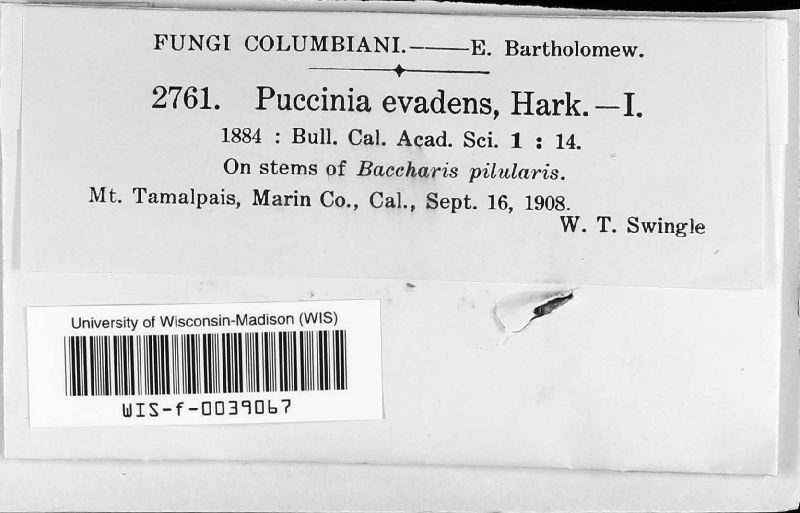 FUNGI COLUMBIANI.——E. Bartholomew.
2761. Puccinia evadens, Hark.—I.
1884 : Bull. Cal. Acad. Sci. 1 : 14.
On stems of Baccharis pilularis.
Mt. Tamalpais, Marin Co., Cal., Sept. 16, 1908.
W. T. Swingle
University of Wisconsin-Madison (WIS)
WIS-f-0039067